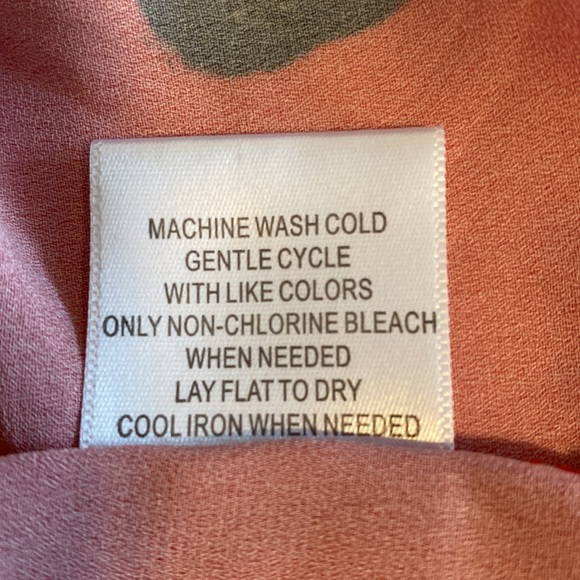 MACHINE WASH COLD
GENTLE CYCLE
WITH LIKE COLORS
ONLY NON-CHLORINE BLEACH
WHEN NEEDED
LAY FLAT TO DRY
COOL IRON WHEN NEEDED